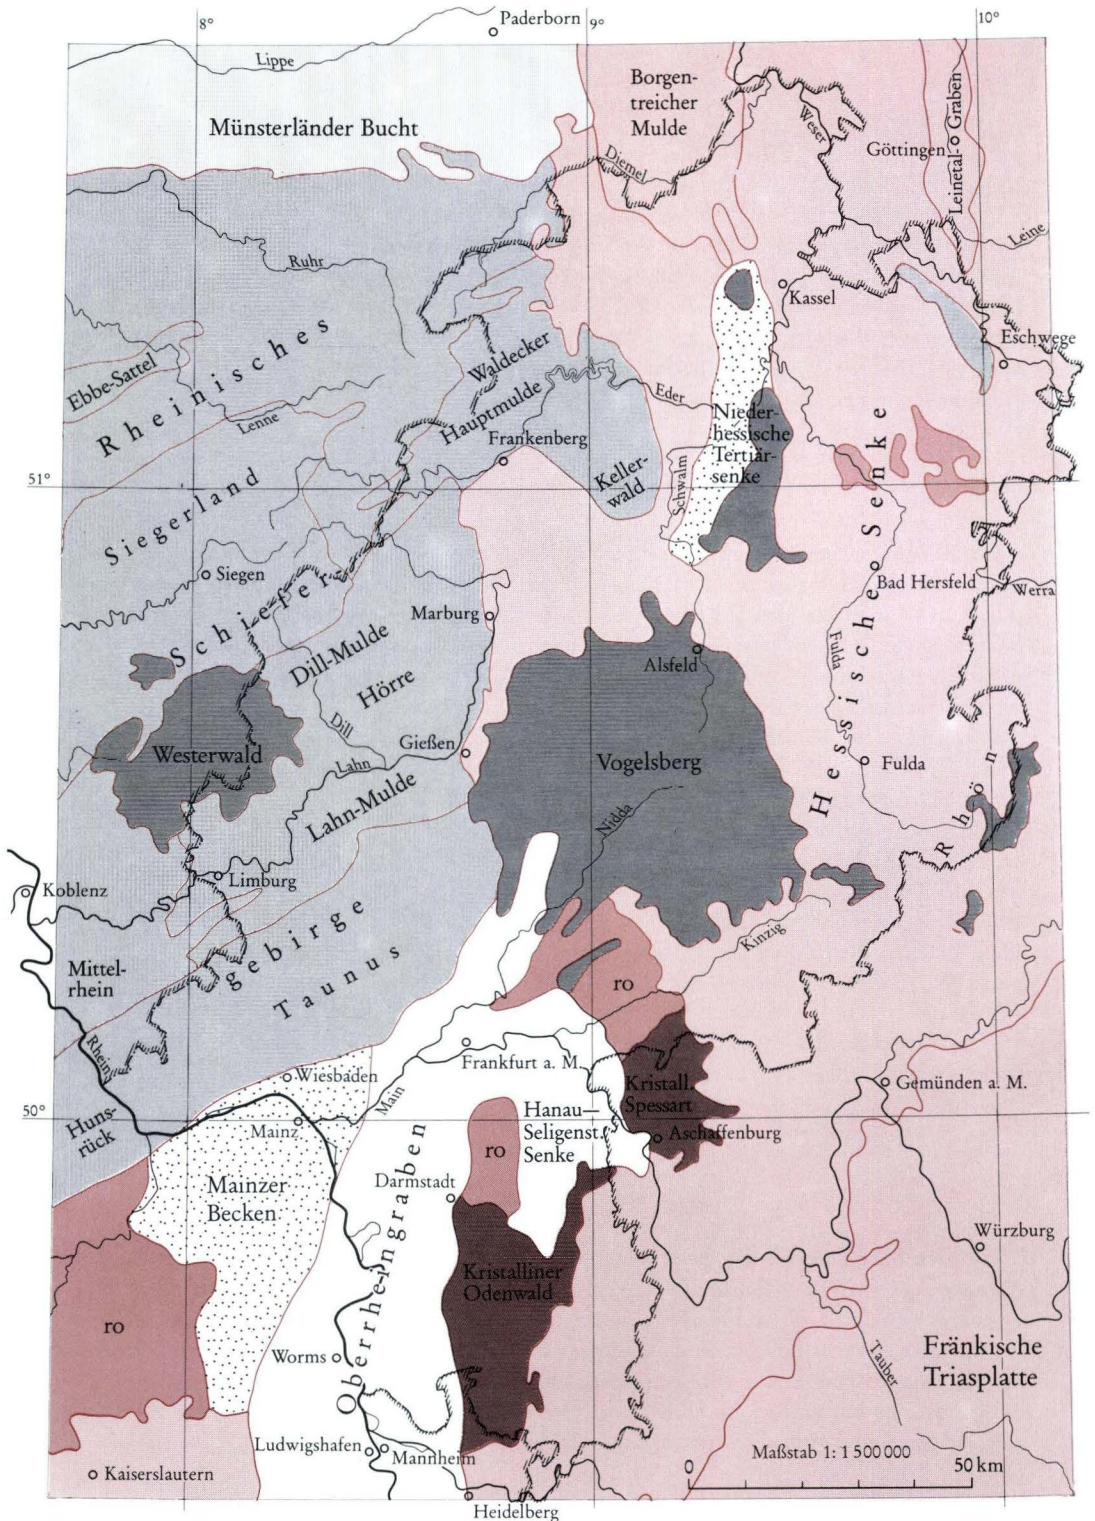 8°
Paderborn
9°
10°
Lippe
Borgen-
treicher
Mulde
Münsterländer Bucht
Weser
Göttingen
Leinetal-Graben
Diemel
Leine
Ruhr
Kassel
Eschwege
Ebbe-Sattel
Rheinisches
Waldecker
Hauptmulde
Lenne
Eder
Nieder-
hessische
Tertiär-
senke
Frankenberg
Keller-
wald
Schwalm
51°
Siegerland
Hessische Senke
Siegen
Schiefer-
Marburg
Bad Hersfeld
Werra
Dill-Mulde
Hörre
Alsfeld
Fulda
Dill
Westerwald
Gießen
Lahn
Vogelsberg
Fulda
Rhön
Lahn-Mulde
Nidda
Limburg
Koblenz
gebirge
Taunus
Kinzig
Mittel-
rhein
ro
Rhein
Frankfurt a. M.
Wiesbaden
Main
Kristall.
Spessart
Gemünden a. M.
50°
Huns-
rück
Mainz
Hanau—
Seligenst.
Senke
Aschaffenburg
ro
Mainzer
Becken
Darmstadt
Oberrheingraben
Würzburg
Kristalliner
Odenwald
ro
Worms
Tauber
Fränkische
Triasplatte
Ludwigshafen
Mannheim
Kaiserslautern
Maßstab 1: 1 500 000
0
50 km
Heidelberg